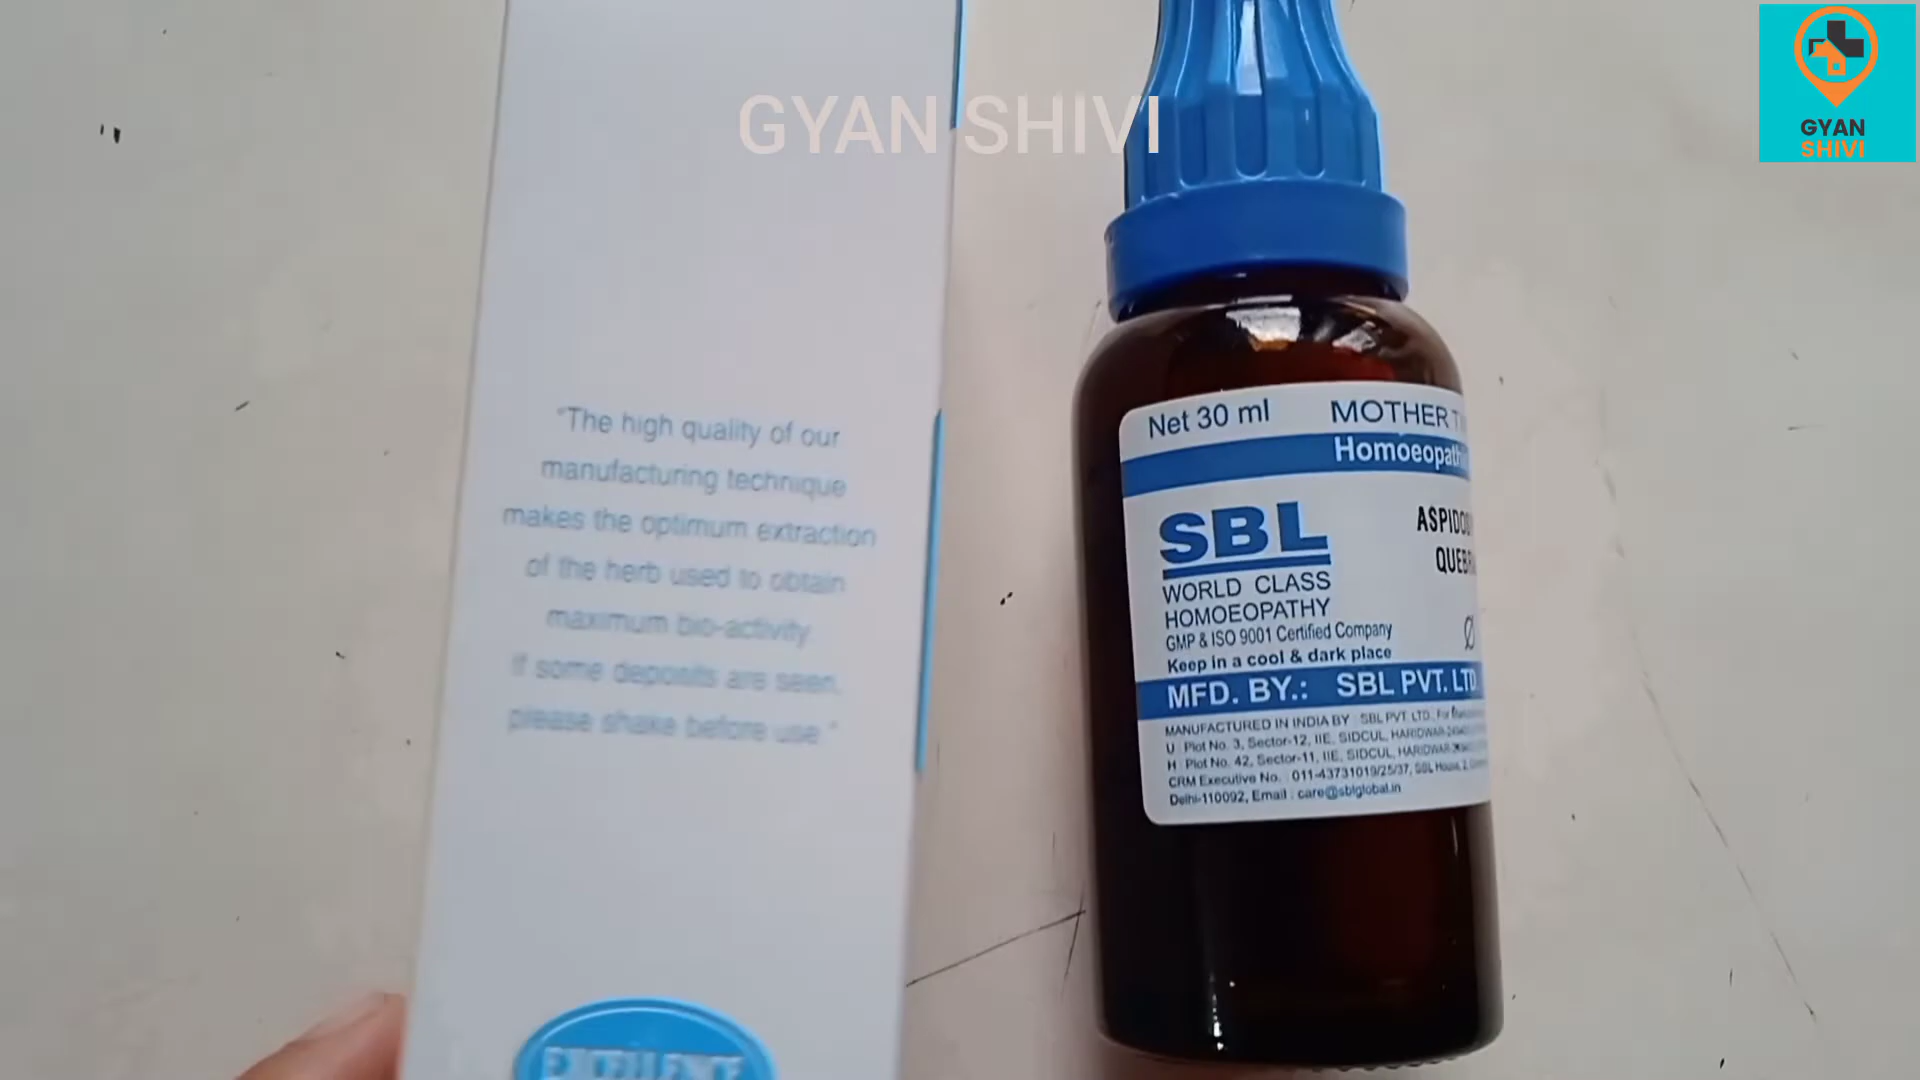 GYAN SHIVI
GYAN
SHIVI
"The high quality of our
manufacturing technique
makes the optimum extraction
of the herb used to obtain
maximum bio-activity
If some deposits are seen,
please shake before use."
EXCELLENCE
Net 30 ml MOTHER
Homoeopath
SBL
WORLD CLASS
HOMOEOPATHY
GMP & ISO 9001 Certified Company
Keep in a cool & dark place
ASPIDO
QUEB
Ø
MFD. BY.: SBL PVT. LTD
MANUFACTURED IN INDIA BY : SBL PVT. LTD., For
U : Plot No. 3, Sector-12, IIE, SIDCUL, HARIDWAR
H : Plot No. 42, Sector-11, IIE, SIDCUL, HARIDWAR
CRM Executive No. : 011-43731019/25/37, SBL House, 2,
Delhi-110092, Email : care@sblglobal.in